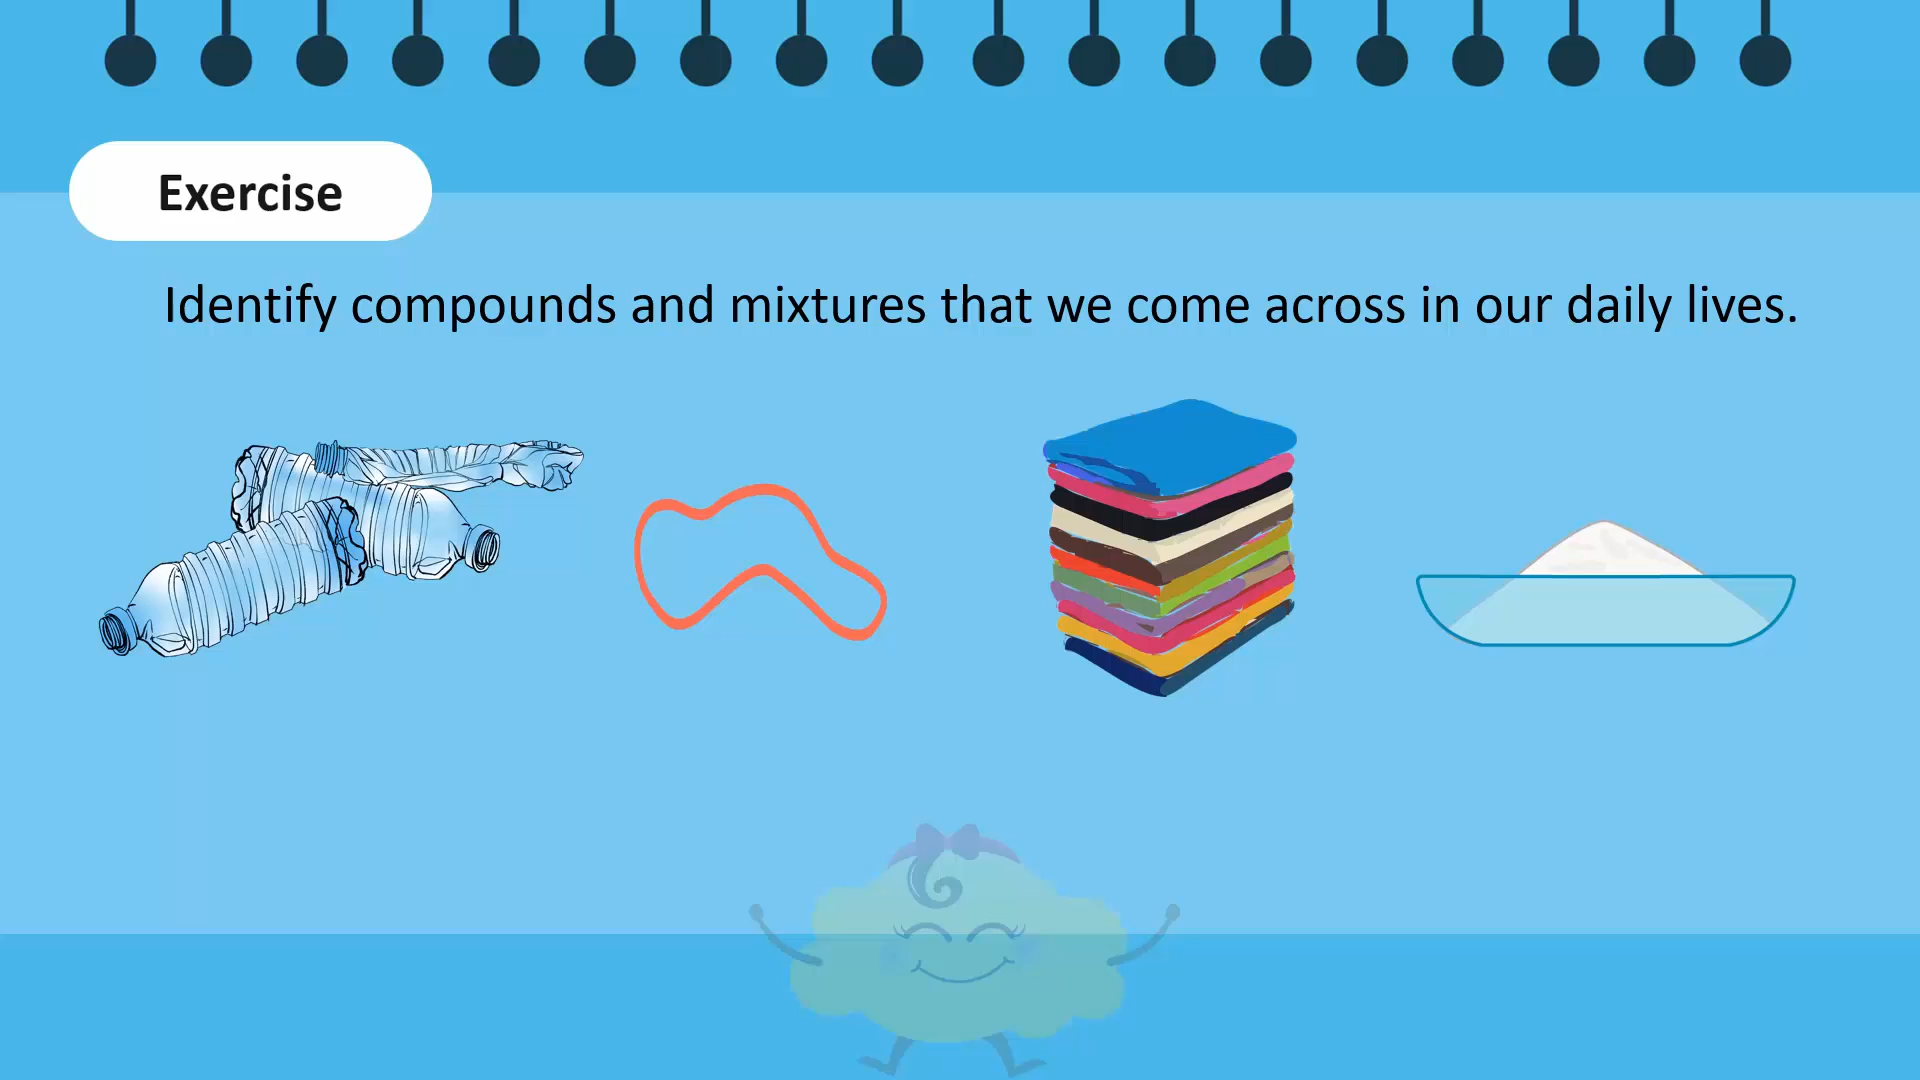 Exercise
Identify compounds and mixtures that we come across in our daily lives.